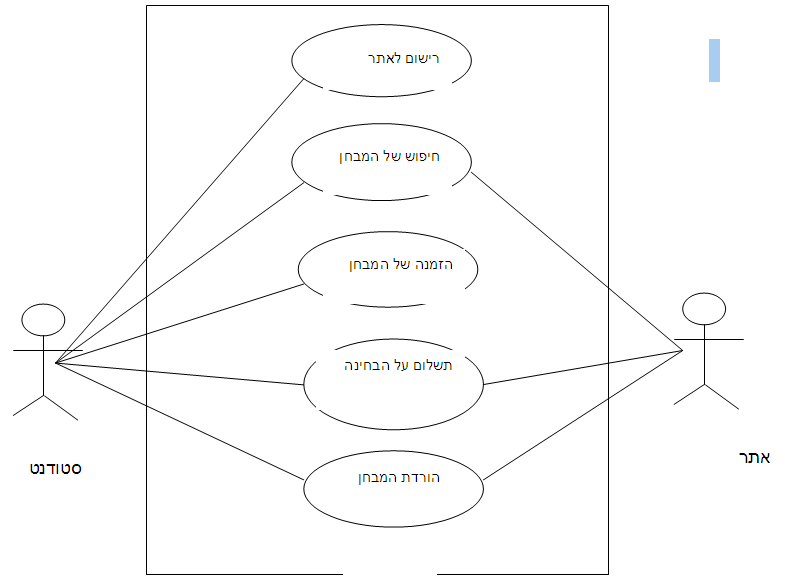 רישום לאתר
חיפוש של המבחן
הזמנה של המבחן
תשלום על הבחינה
הורדת המבחן
סטודנט
אתר